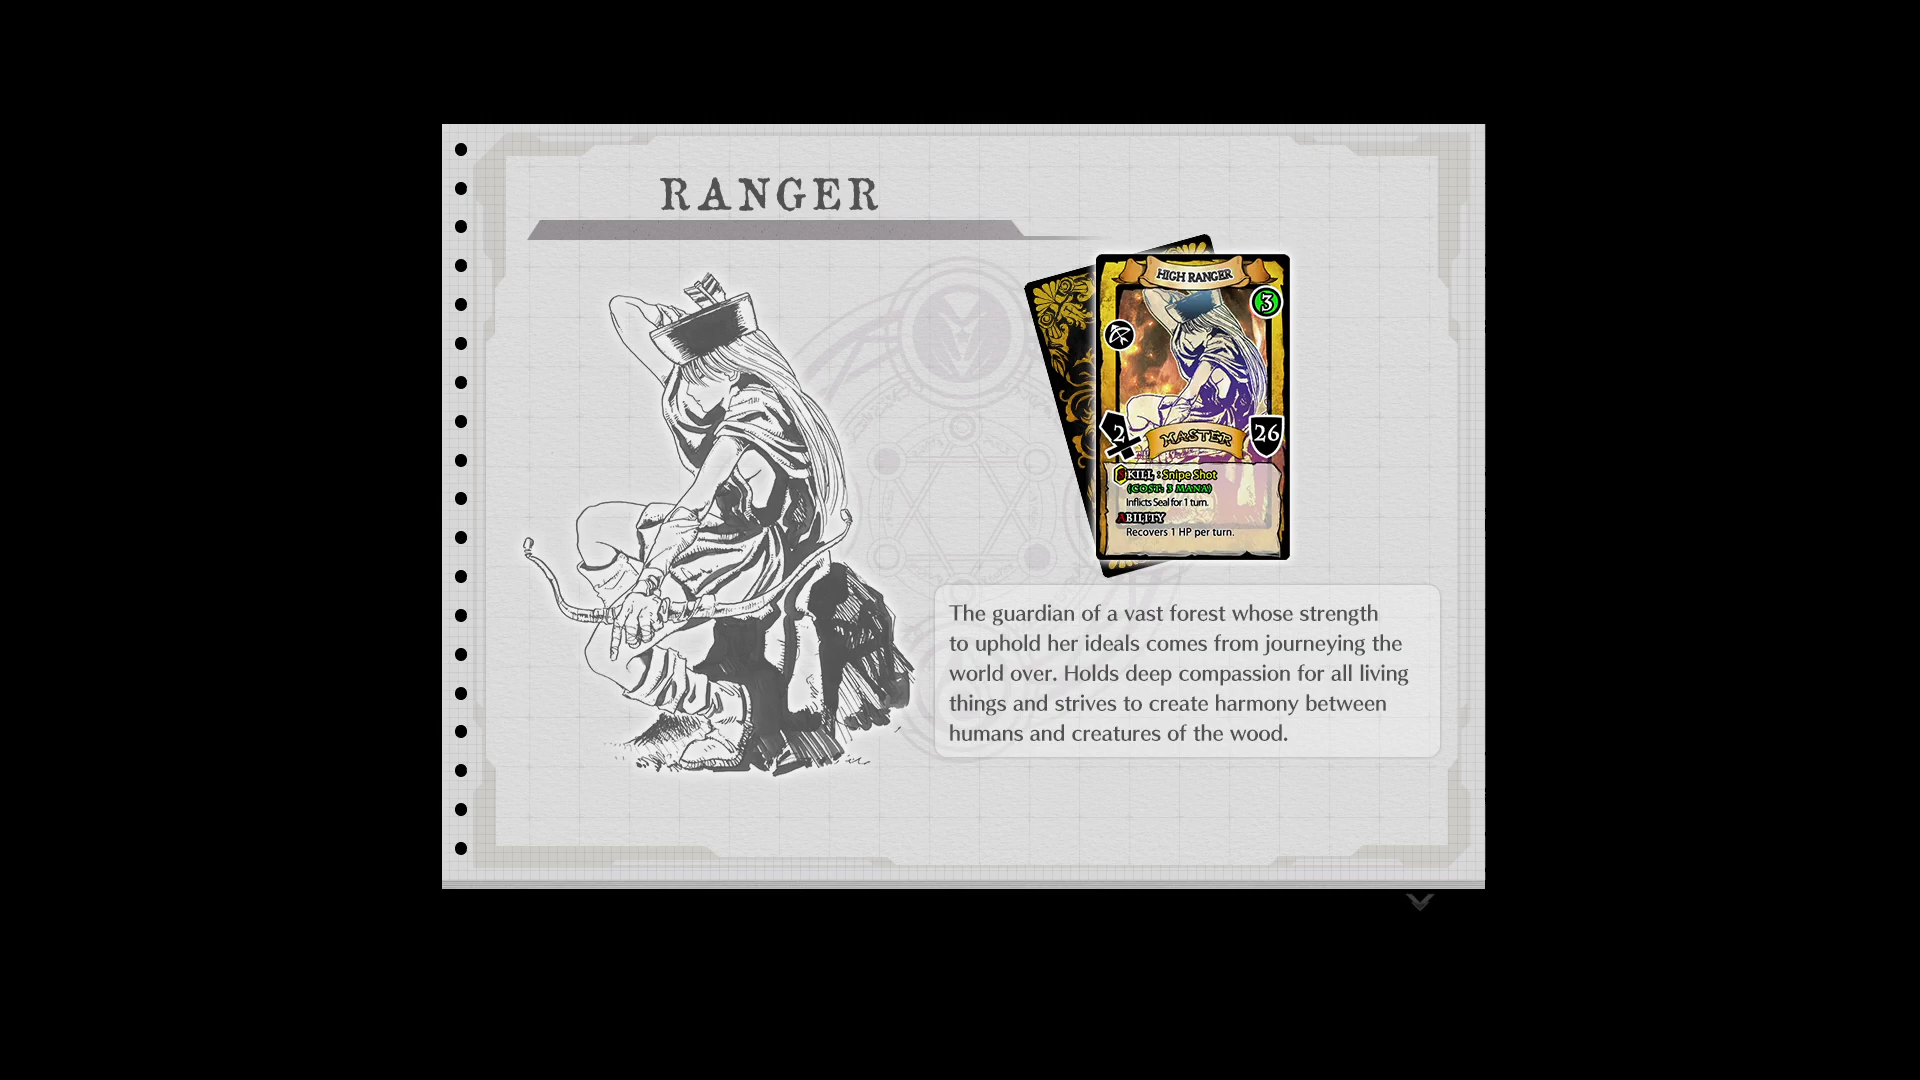 RANGER
HIGH RANGER
3
2
MASTER
26
SKILL : Snipe Shot
(COST: 3 MANA)
Inflicts Seal for 1 turn.
ABILITY
Recovers 1 HP per turn.
The guardian of a vast forest whose strength
to uphold her ideals comes from journeying the
world over. Holds deep compassion for all living
things and strives to create harmony between
humans and creatures of the wood.